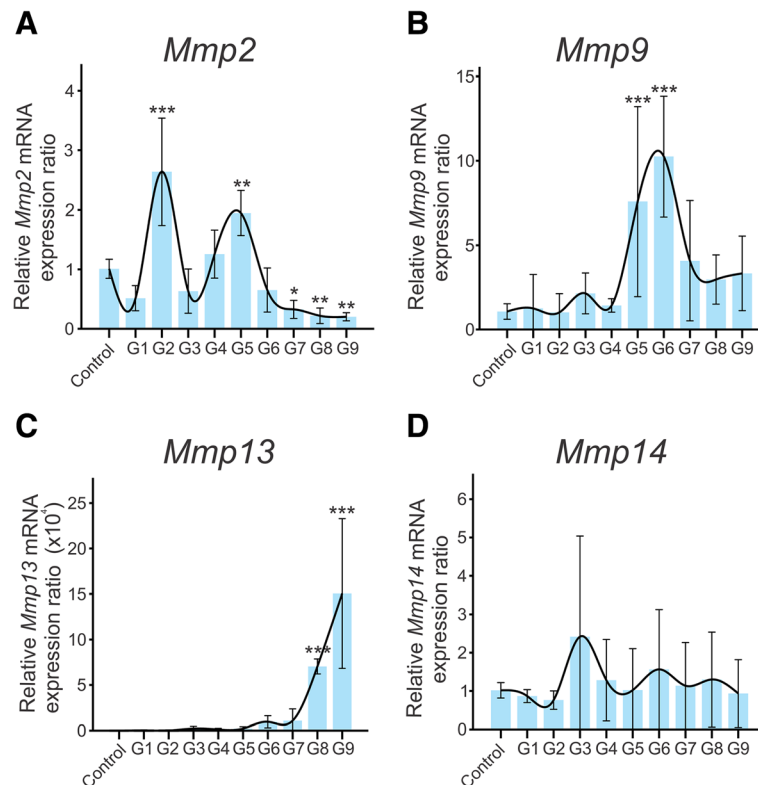 A
Mmp2
Relative Mmp2 mRNA
expression ratio
4
3
2
1
0
***
**
*
**
**
Control
G1
G2
G3
G4
G5
G6
G7
G8
G9
B
Mmp9
Relative Mmp9 mRNA
expression ratio
15
10
5
0
***
***
Control
G1
G2
G3
G4
G5
G6
G7
G8
G9
C
Mmp13
Relative Mmp13 mRNA
expression ratio (x10⁴)
25
20
15
10
5
0
***
***
Control
G1
G2
G3
G4
G5
G6
G7
G8
G9
D
Mmp14
Relative Mmp14 mRNA
expression ratio
6
5
4
3
2
1
0
Control
G1
G2
G3
G4
G5
G6
G7
G8
G9